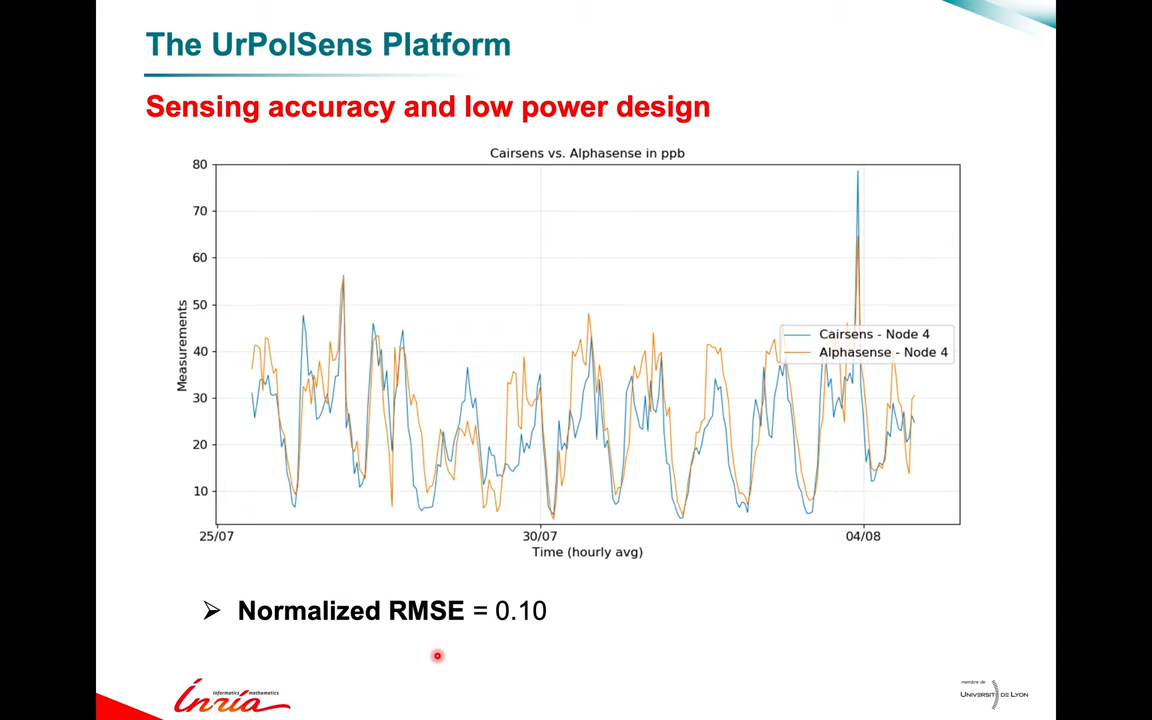 The UrPolSens Platform
Sensing accuracy and low power design
Cairsens vs. Alphasense in ppb
80
70
60
50
40
30
20
10
Measurements
Cairsens - Node 4
Alphasense - Node 4
25/07
30/07
04/08
Time (hourly avg)
➢ Normalized RMSE = 0.10
informatics mathematics
Inria
membre de
UNIVERSITÉ DE LYON